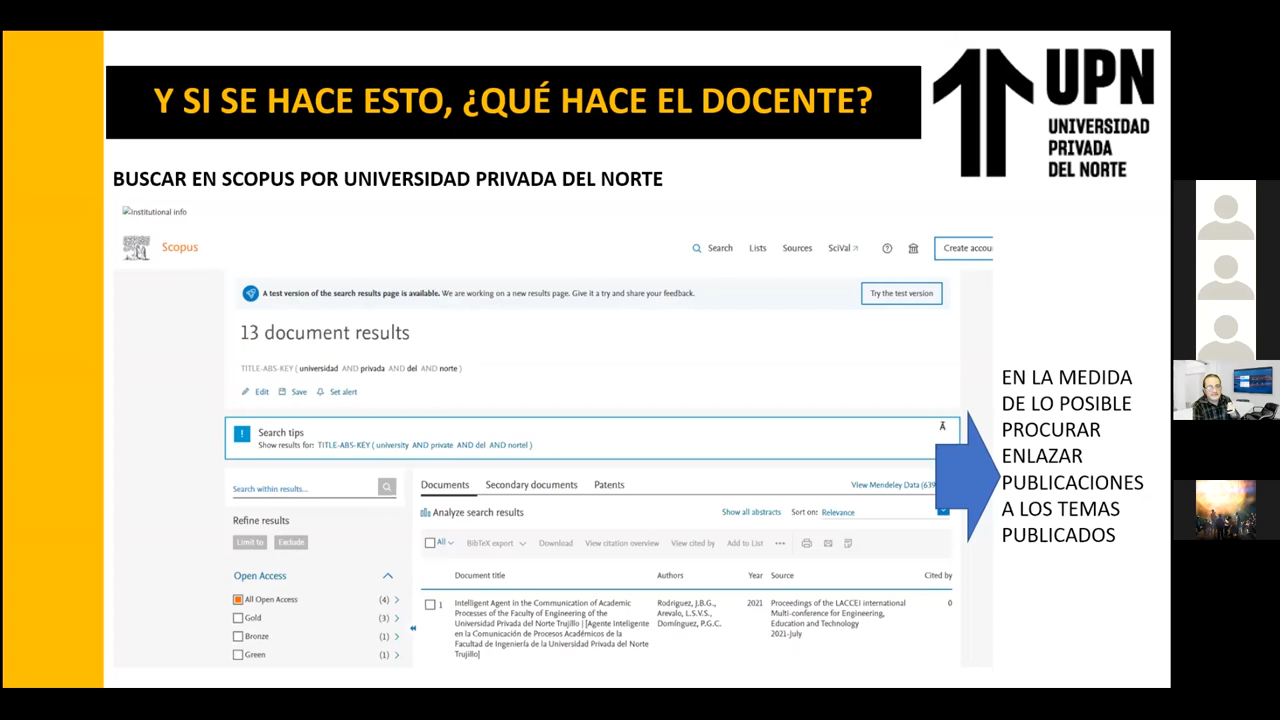 Y SI SE HACE ESTO, ¿QUÉ HACE EL DOCENTE?
UPN
UNIVERSIDAD
PRIVADA
DEL NORTE
BUSCAR EN SCOPUS POR UNIVERSIDAD PRIVADA DEL NORTE
Institutional info
Scopus
Search Lists Sources SciVal Create accou
A test version of the search results page is available. We are working on a new results page. Give it a try and share your feedback.
Try the test version
13 document results
TITLE-ABS-KEY ( universidad AND privada AND del AND norte )
Edit Save Set alert
Search tips
Show results for: TITLE-ABS-KEY ( university AND private AND del AND nortel )
EN LA MEDIDA
DE LO POSIBLE
PROCURAR
ENLAZAR
PUBLICACIONES
A LOS TEMAS
PUBLICADOS
Search within results...
Refine results
Limit to Exclude
Open Access
All Open Access (4)
Gold (3)
Bronze (1)
Green (1)
Documents Secondary documents Patents View Mendeley Data (639
Analyze search results Show all abstracts Sort on: Relevance
All BibTeX export Download View citation overview View cited by Add to List
Document title Authors Year Source Cited by
1 Intelligent Agent in the Communication of Academic Rodriguez, J.B.G., 2021 Proceedings of the LACCEI international 0
Processes of the Faculty of Engineering of the Arevalo, L.S.V.S., Multi-conference for Engineering,
Universidad Privada del Norte Trujillo | [Agente Inteligente Domínguez, P.G.C. Education and Technology
en la Comunicación de Procesos Académicos de la 2021-July
Facultad de Ingeniería de la Universidad Privada del Norte
Trujillo]